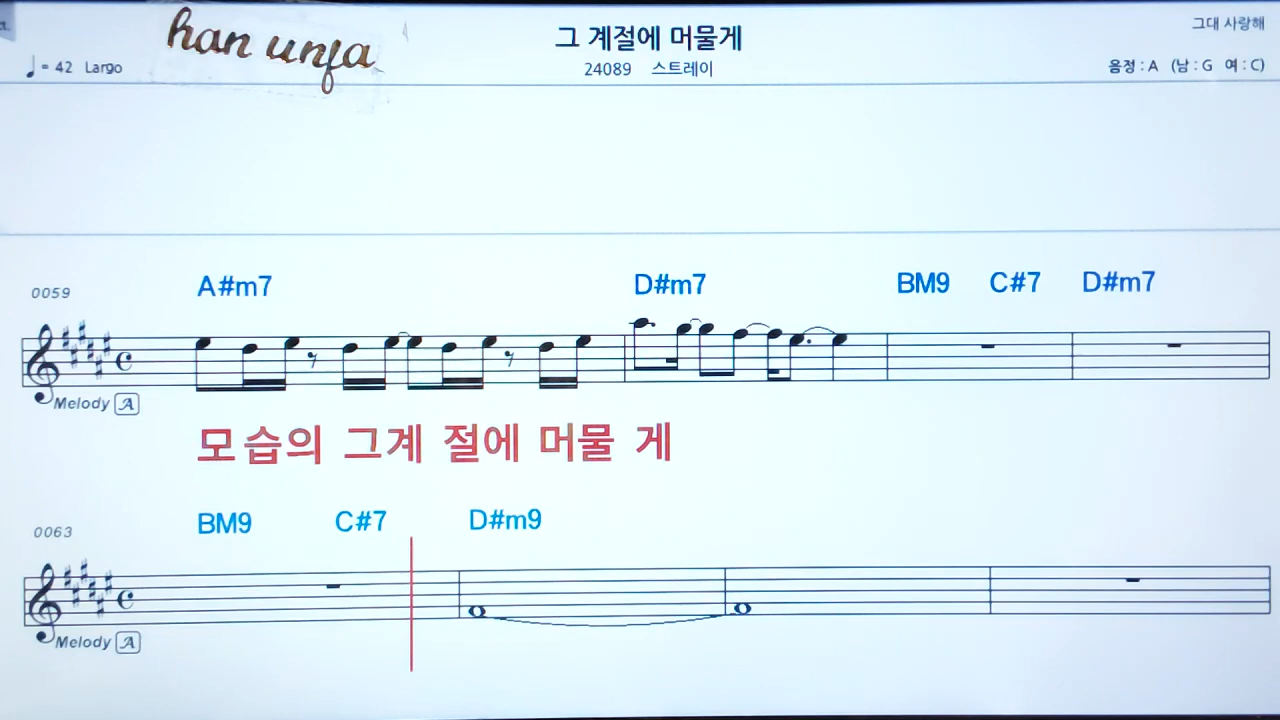 han unfa
그 계절에 머물게
그대 사랑해
♩= 42 Largo
24089 스트레이
음정 : A (남 : G 여 : C)
A#m7 D#m7 BM9 C#7 D#m7
0059
Melody A
모습의 그계 절에 머물 게
BM9 C#7 D#m9
0063
Melody A